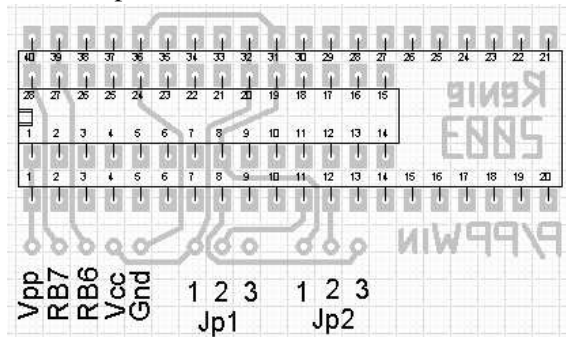 40 39 38 37 36 35 34 33 32 31 30 29 28 27 26 25 24 23 22 21
28 27 26 25 24 23 22 21 20 19 18 17 16 15
Renie
1 2 3 4 5 6 7 8 9 10 11 12 13 14
2003
1 2 3 4 5 6 7 8 9 10 11 12 13 14 15 16 17 18 19 20
P/PPWIN
Vpp
RB7
RB6
Vcc
Gnd
1 2 3 1 2 3
Jp1 Jp2